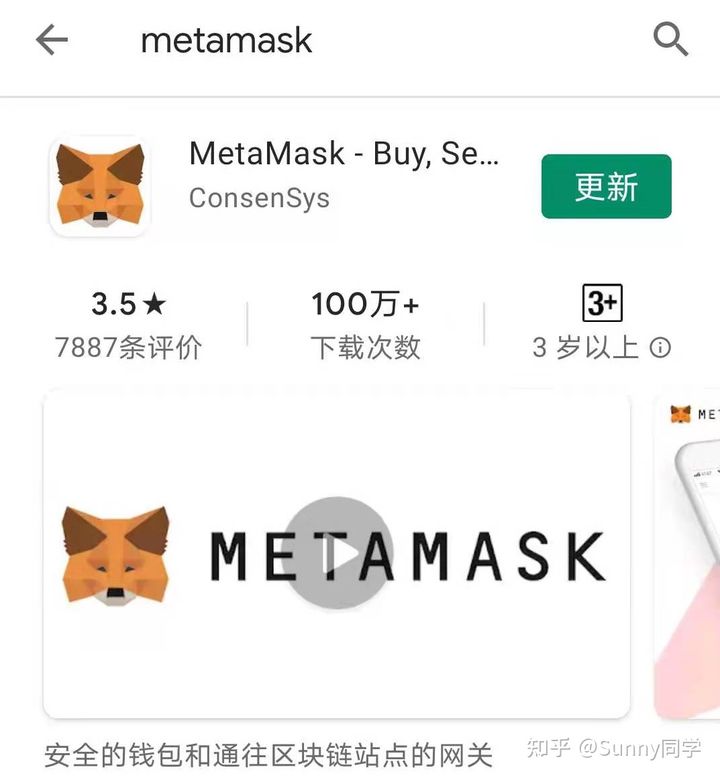 metamask
MetaMask - Buy, Se...
ConsenSys
更新
3.5★
7887条评价
100万+
下载次数
3+
3 岁以上
METAMASK
ME
安全的钱包和通往区块链站点的网关
知乎 @Sunny同学